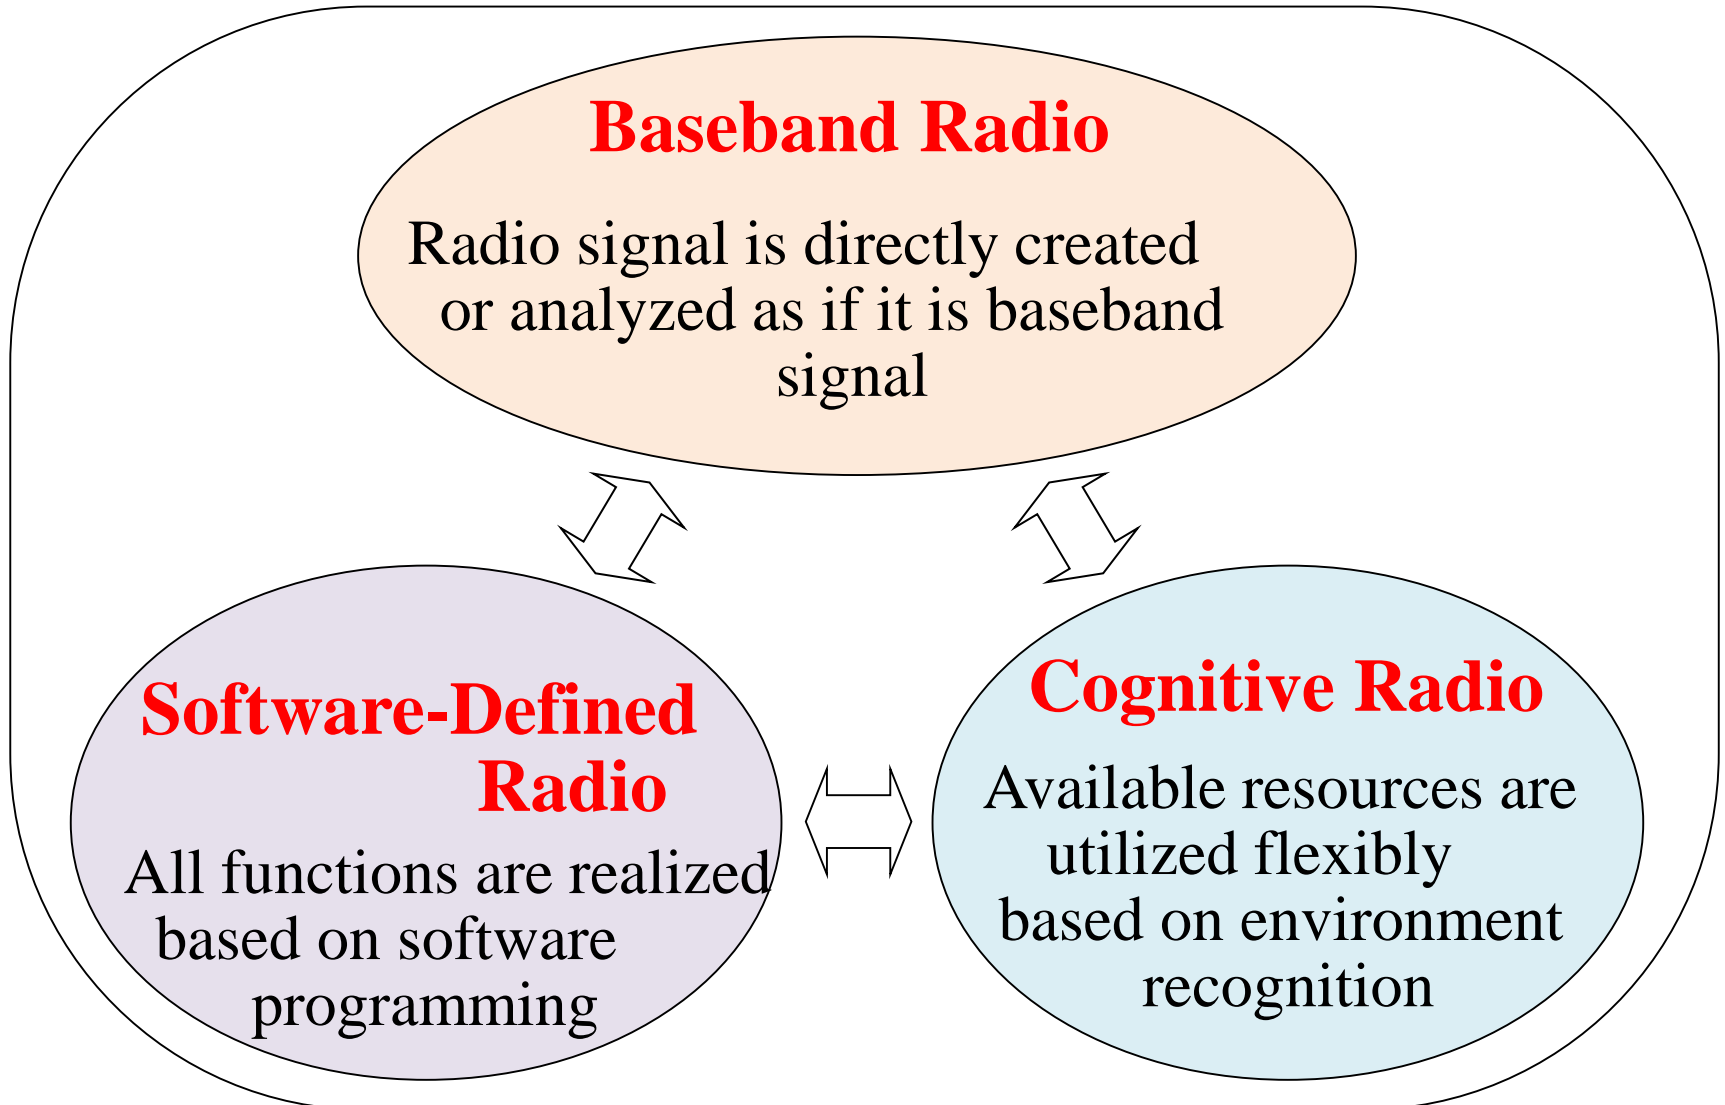 Baseband Radio
Radio signal is directly created
or analyzed as if it is baseband
signal
Software-Defined
Radio
All functions are realized
based on software
programming
Cognitive Radio
Available resources are
utilized flexibly
based on environment
recognition